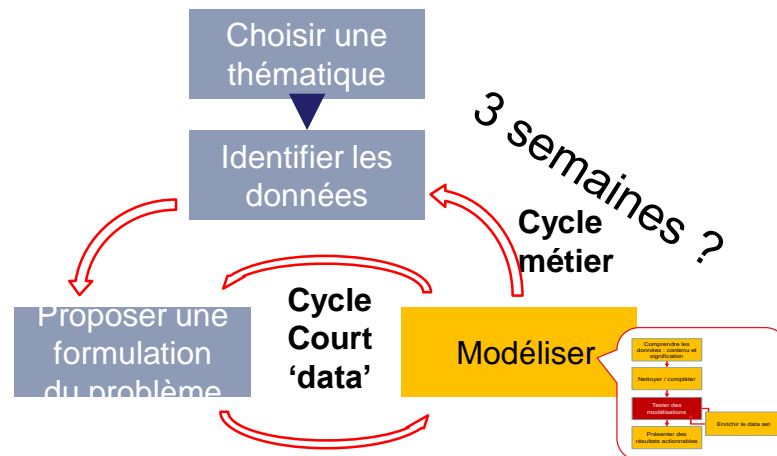 Choisir une
thématique
Identifier les
données
3 semaines ?
Cycle
métier
Proposer une
formulation
du problème
Cycle
Court
‘data’
Modéliser
Comprendre les
données : contenu et
signification
Nettoyer / compléter
Tester des
modélisations
Enrichir le data set
Présenter des
résultats actionnables